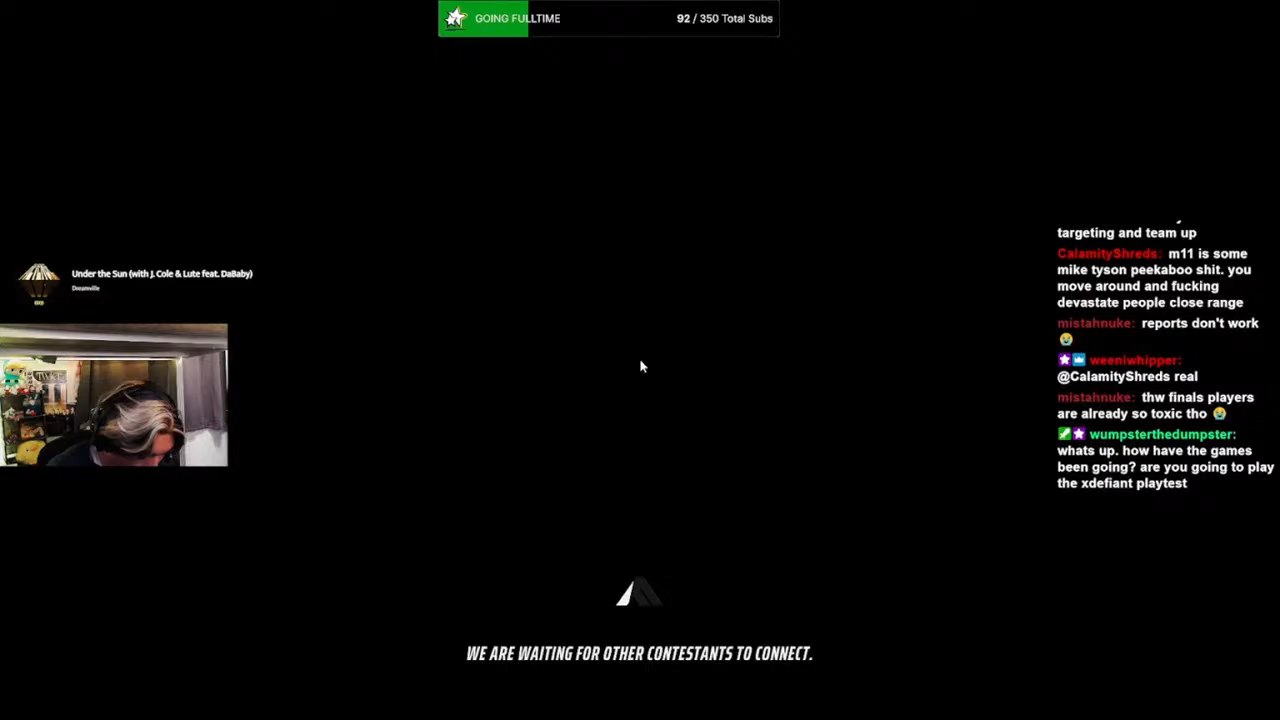 GOING FULLTIME
92 / 350 Total Subs
targeting and team up
CalamityShreds: m11 is some
mike tyson peekaboo shit. you
move around and fucking
devastate people close range
mistahnuke: reports don't work
😭
weeniwhipper:
@CalamityShreds real
mistahnuke: thw finals players
are already so toxic tho 😭
wumpsterthedumpster:
whats up. how have the games
been going? are you going to play
the xdefiant playtest
Under the Sun (with J. Cole & Lute feat. DaBaby)
Dreamville
WE ARE WAITING FOR OTHER CONTESTANTS TO CONNECT.